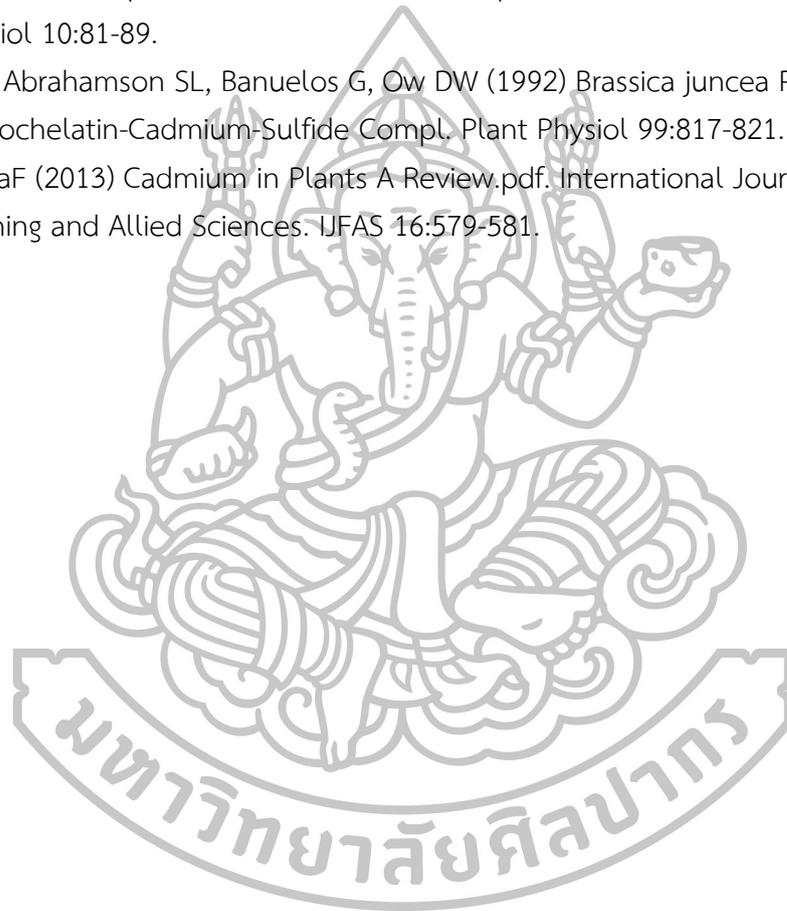 iol 10:81-89.
Abrahamson SL, Banuelos G, Ow DW (1992) Brassica juncea
ochelatin-Cadmium-Sulfide Compl. Plant Physiol 99:817-821.
aF (2013) Cadmium in Plants A Review.pdf. International Jour
ing and Allied Sciences. IJFAS 16:579-581.
มหาวิทยาลัยศิลปากร